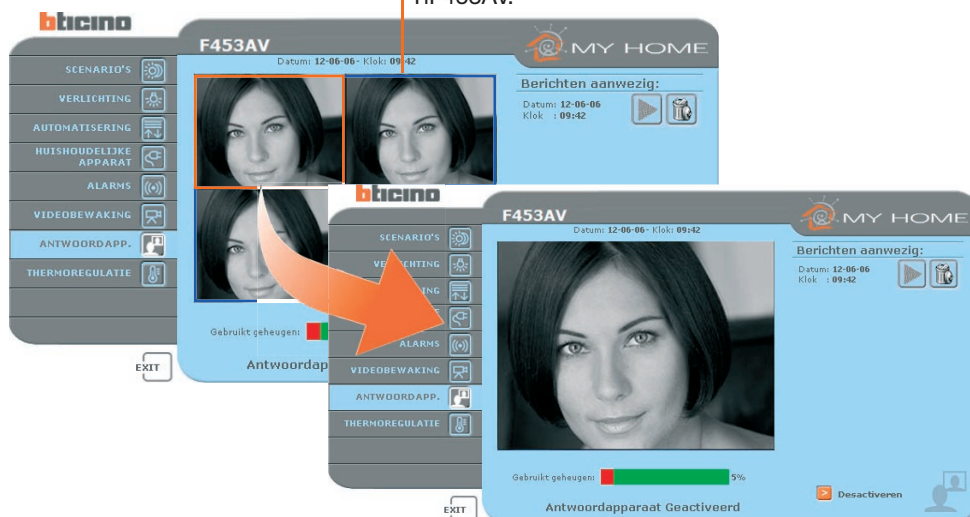 F453AV.
bticino
F453AV
MY HOME
Datum: 12-06-06- Klok: 09:42
SCENARIO'S
VERLICHTING
AUTOMATISERING
HUISHOUDELIJKE
APPARAT
ALARMS
VIDEOBEWAKING
ANTWOORDAPP.
THERMOREGULATIE
EXIT
Berichten aanwezig:
Datum: 12-06-06
Klok : 09:42
Gebruikt geheugen:
Antwoordap
bticino
F453AV
MY HOME
Datum: 12-06-06- Klok: 09:42
SCENARIO'S
ALARMS
VIDEOBEWAKING
ANTWOORDAPP.
THERMOREGULATIE
EXIT
Berichten aanwezig:
Datum: 12-06-06
Klok : 09:42
Gebruikt geheugen: 5%
Antwoordapparaat Geactiveerd
Desactiveren